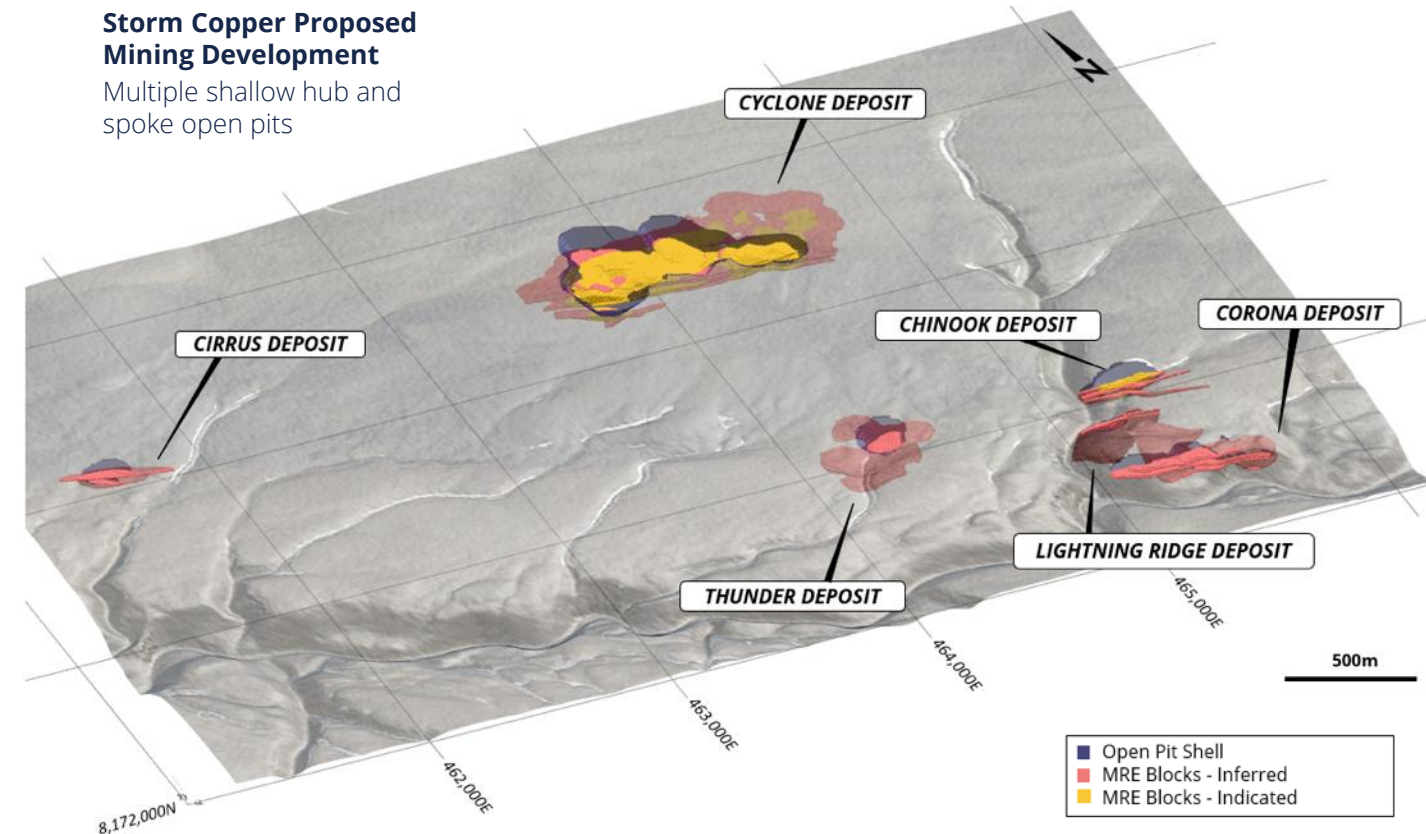 Storm Copper Proposed
Mining Development
Multiple shallow hub and
spoke open pits
N
CYCLONE DEPOSIT
CORONA DEPOSIT
CHINOOK DEPOSIT
CIRRUS DEPOSIT
LIGHTNING RIDGE DEPOSIT
THUNDER DEPOSIT
465,000E
464,000E
463,000E
462,000E
8,172,000N
500m
Open Pit Shell
MRE Blocks - Inferred
MRE Blocks - Indicated